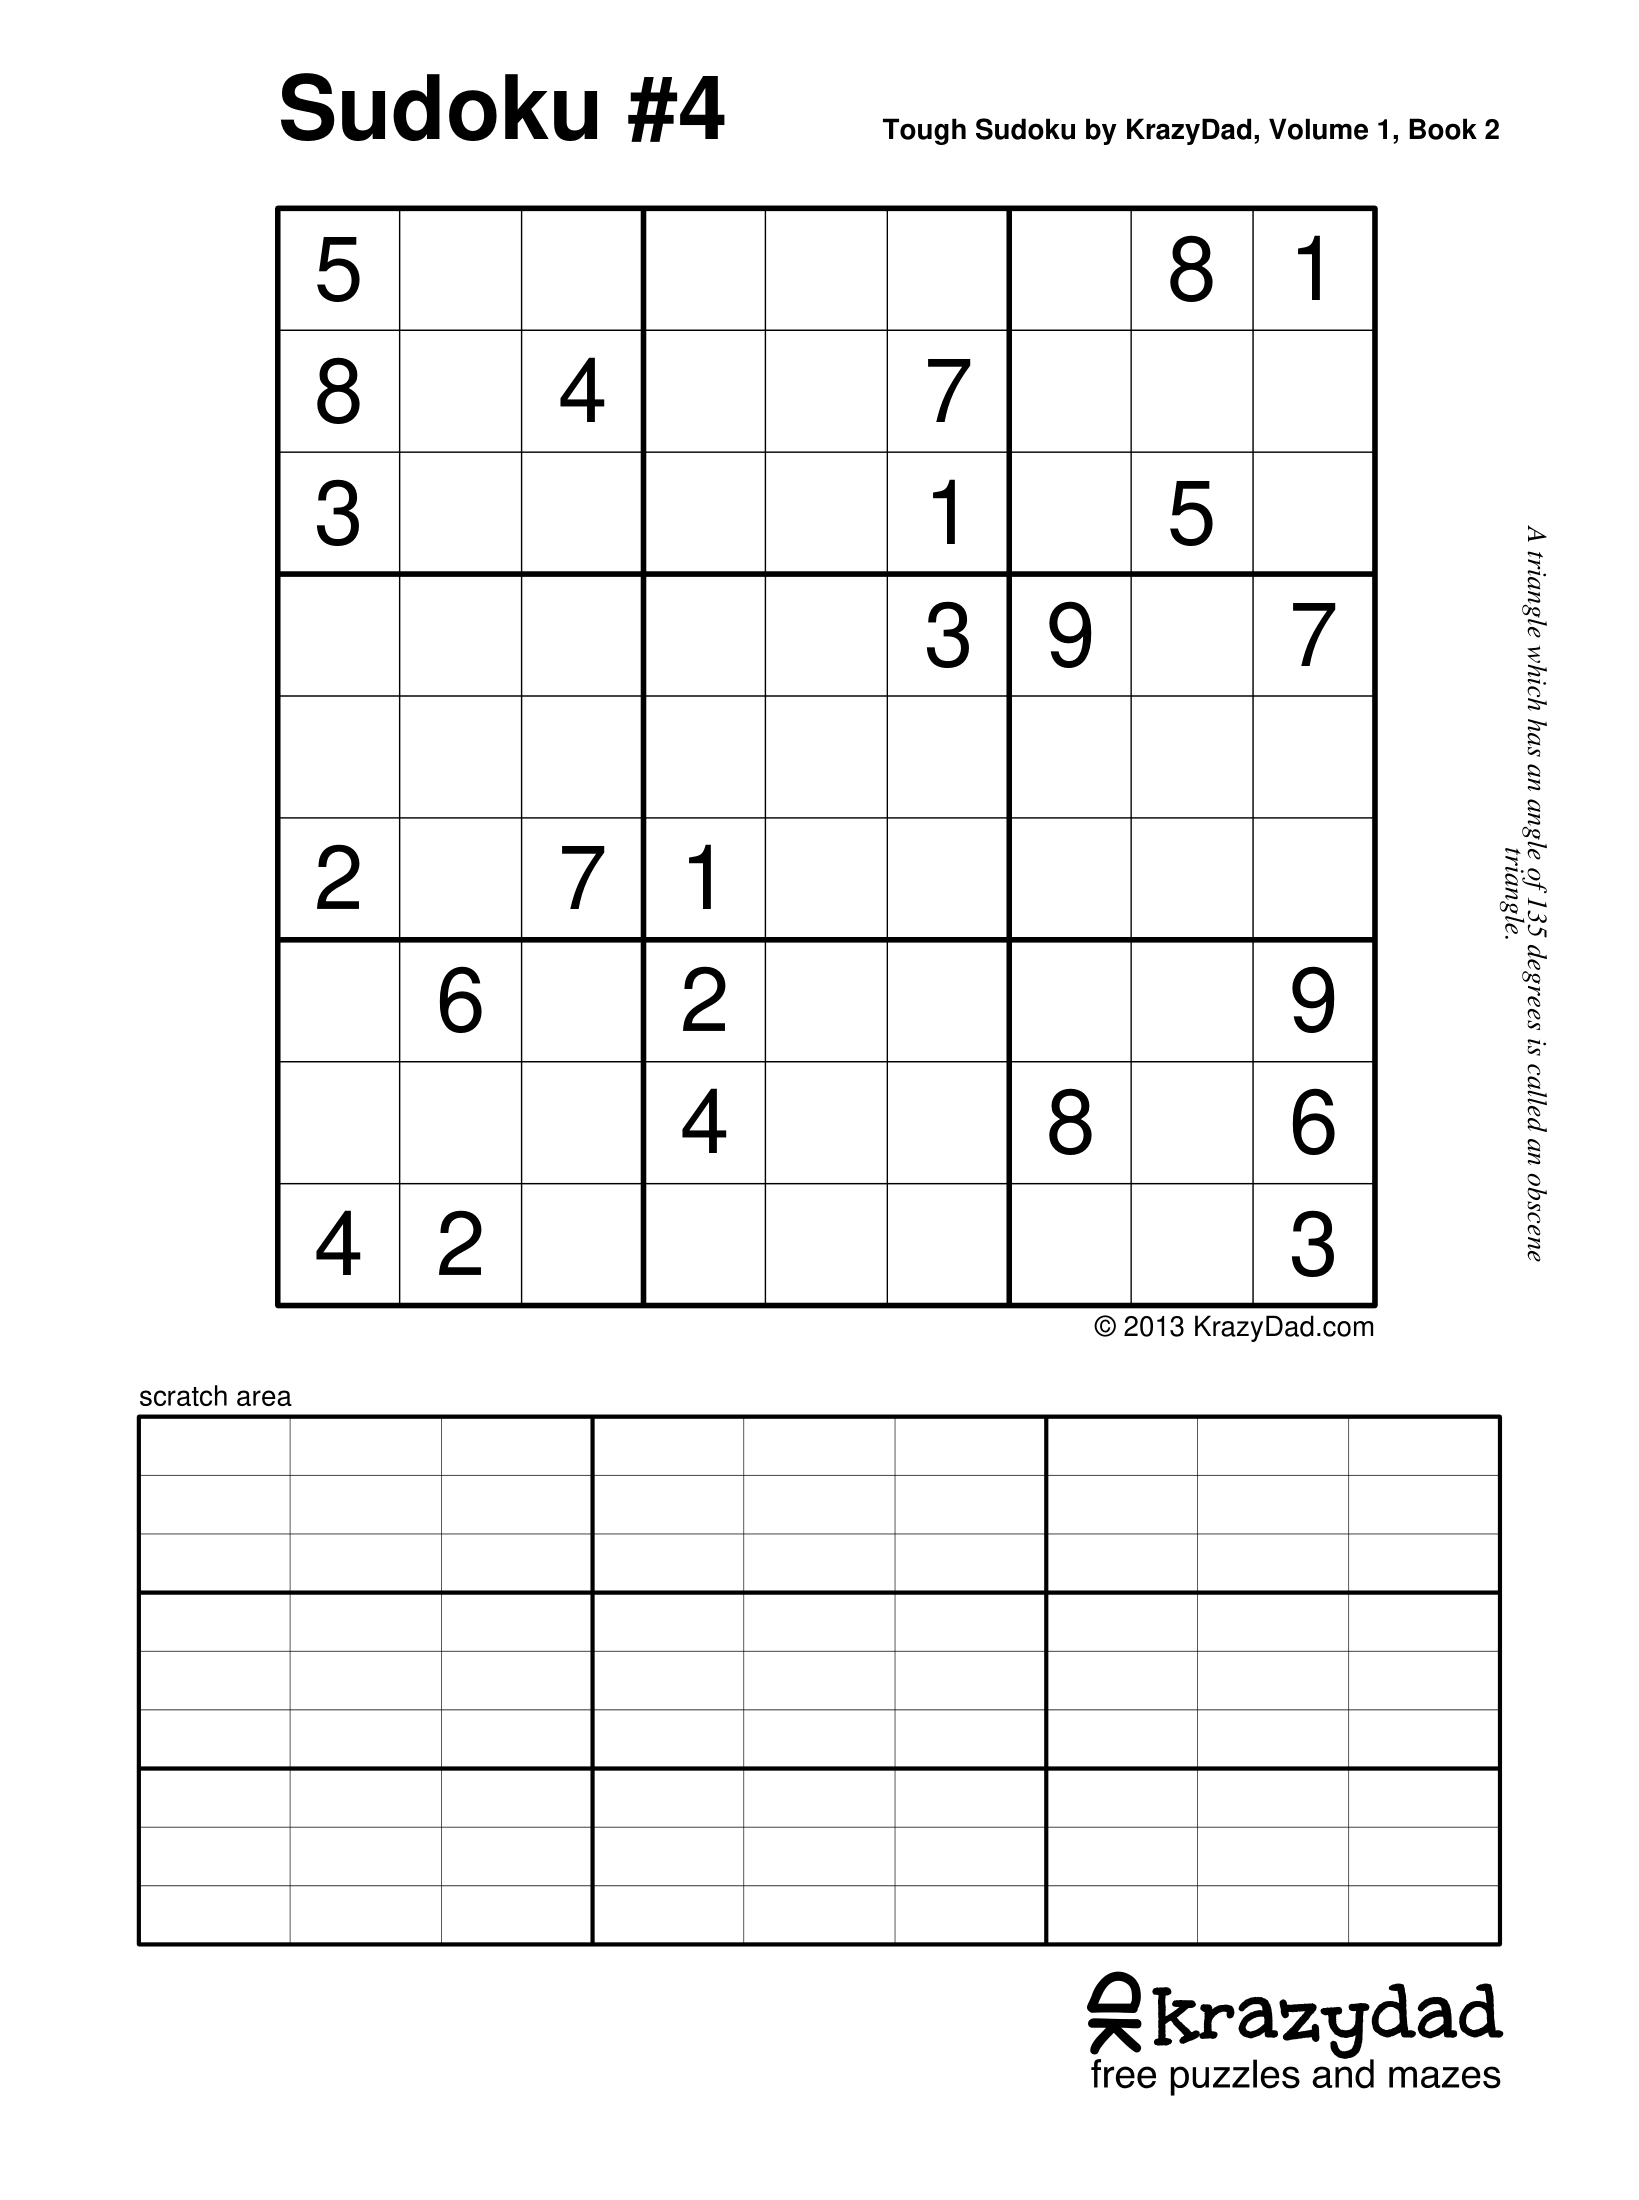 Sudoku #4
Tough Sudoku by KrazyDad, Volume 1, Book 2
5 8 1
8 4 7
3 1 5
3 9 7
2 7 1
6 2 9
4 8 6
4 2 3
A triangle which has an angle of 135 degrees is called an obscene
triangle.
© 2013 KrazyDad.com
scratch area
KD krazydad
free puzzles and mazes